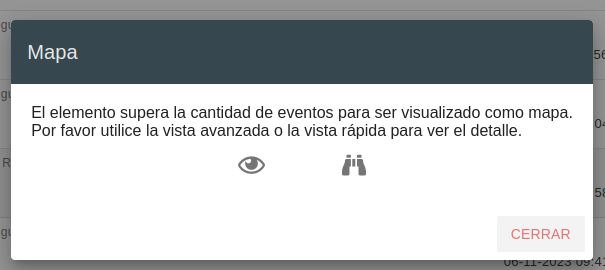 Mapa
El elemento supera la cantidad de eventos para ser visualizado como mapa.
Por favor utilice la vista avanzada o la vista rápida para ver el detalle.
CERRAR